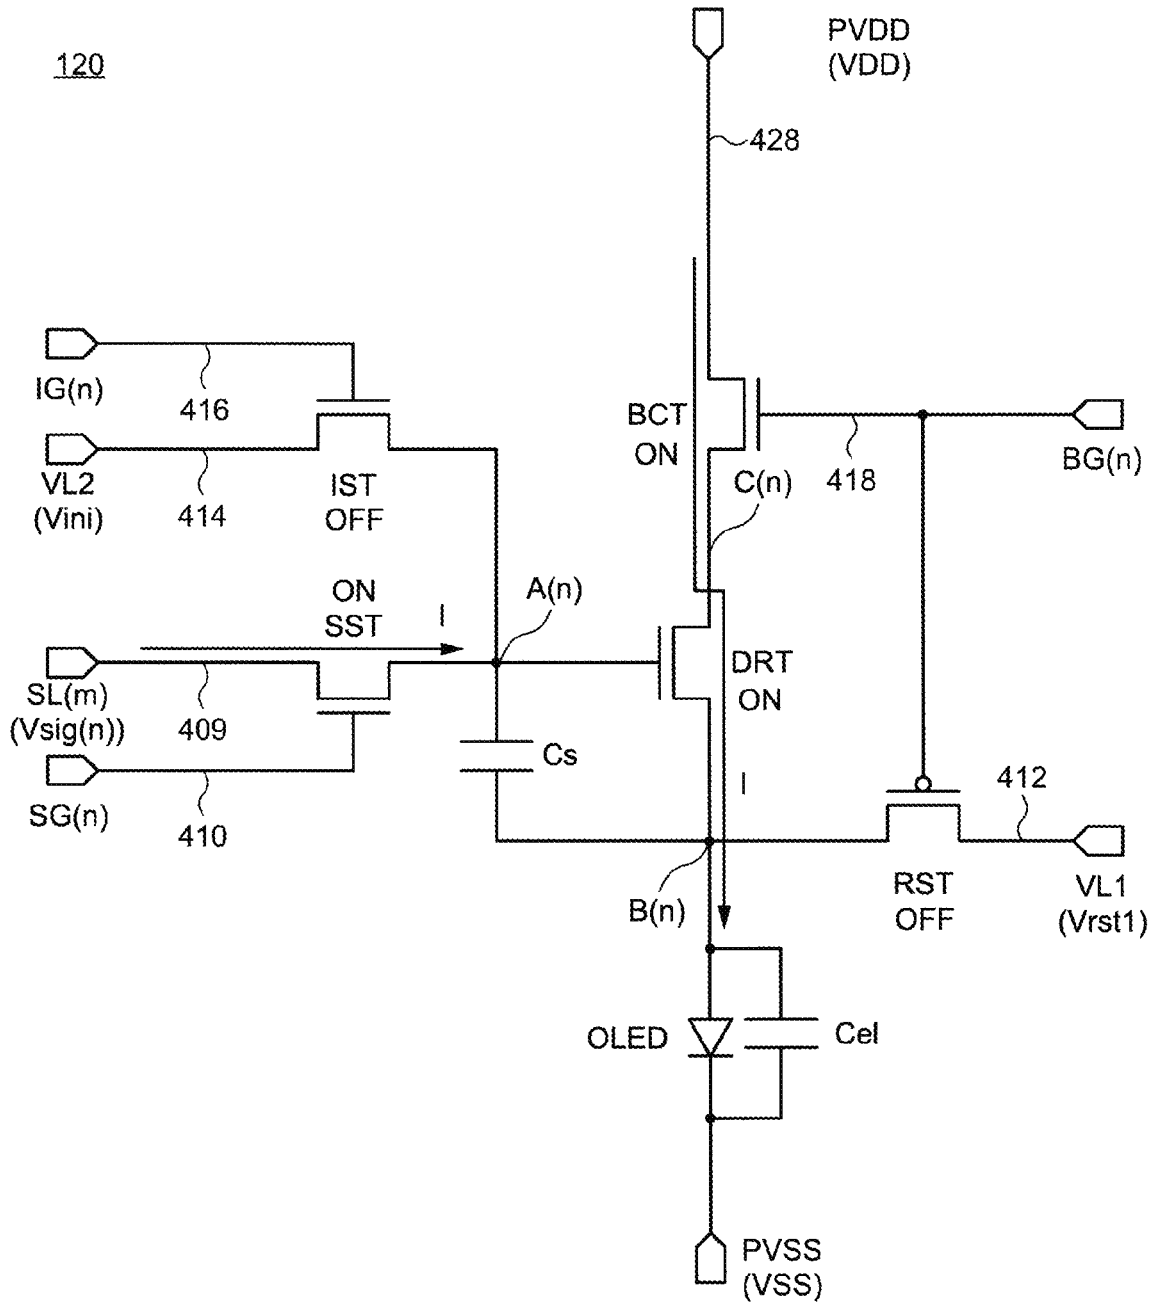 120
PVDD
(VDD)
428
IG(n)
416
VL2
(Vini)
414
IST
OFF
BCT
ON
C(n)
418
BG(n)
ON
SST
I
A(n)
SL(m)
(Vsig(n))
409
DRT
ON
SG(n)
410
Cs
I
412
B(n)
RST
OFF
VL1
(Vrst1)
OLED
Cel
PVSS
(VSS)